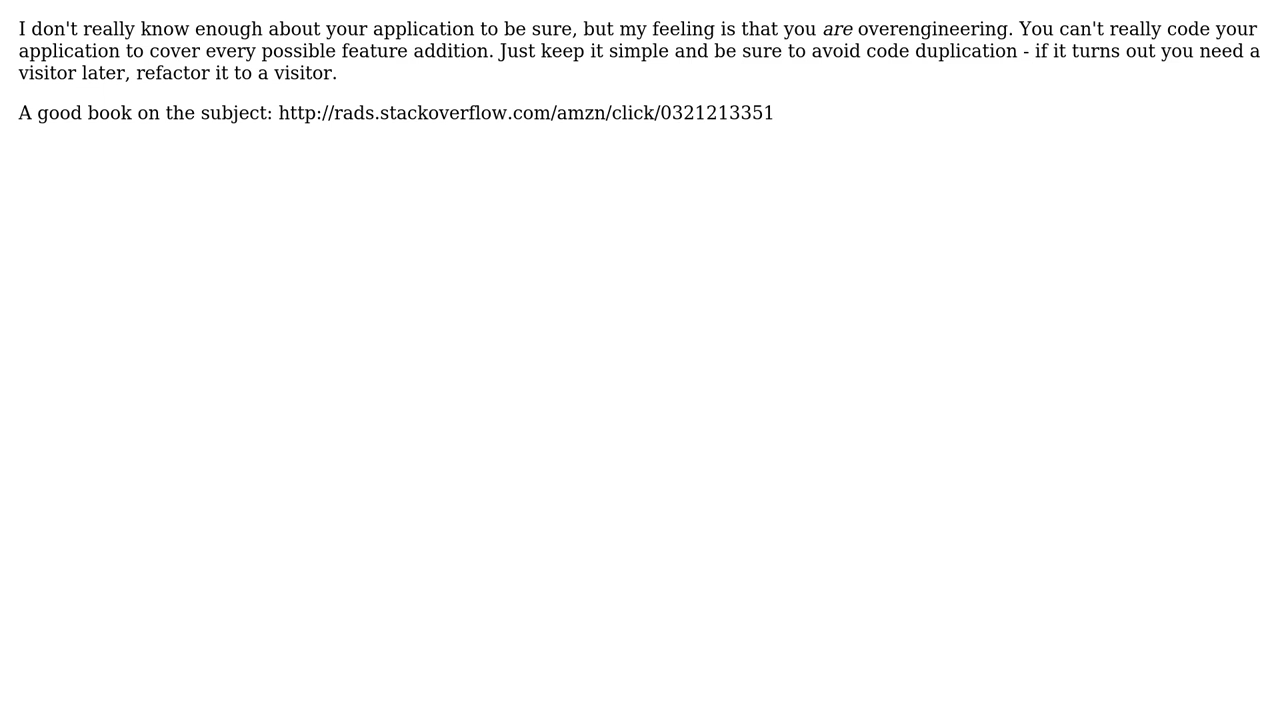 I don't really know enough about your application to be sure, but my feeling is that you are overengineering. You can't really code your
application to cover every possible feature addition. Just keep it simple and be sure to avoid code duplication - if it turns out you need a
visitor later, refactor it to a visitor.
A good book on the subject: http://rads.stackoverflow.com/amzn/click/0321213351